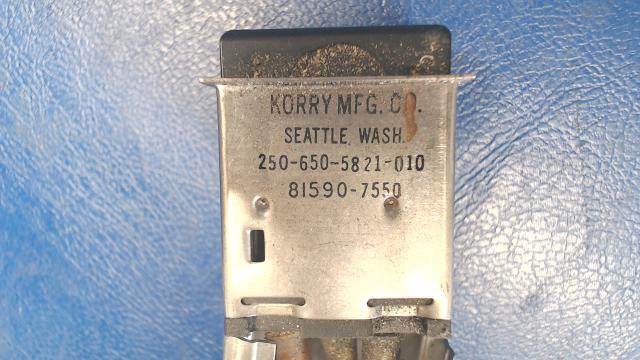 KORRY MFG. CO.
SEATTLE, WASH.
250-650-5821-010
81590-7550